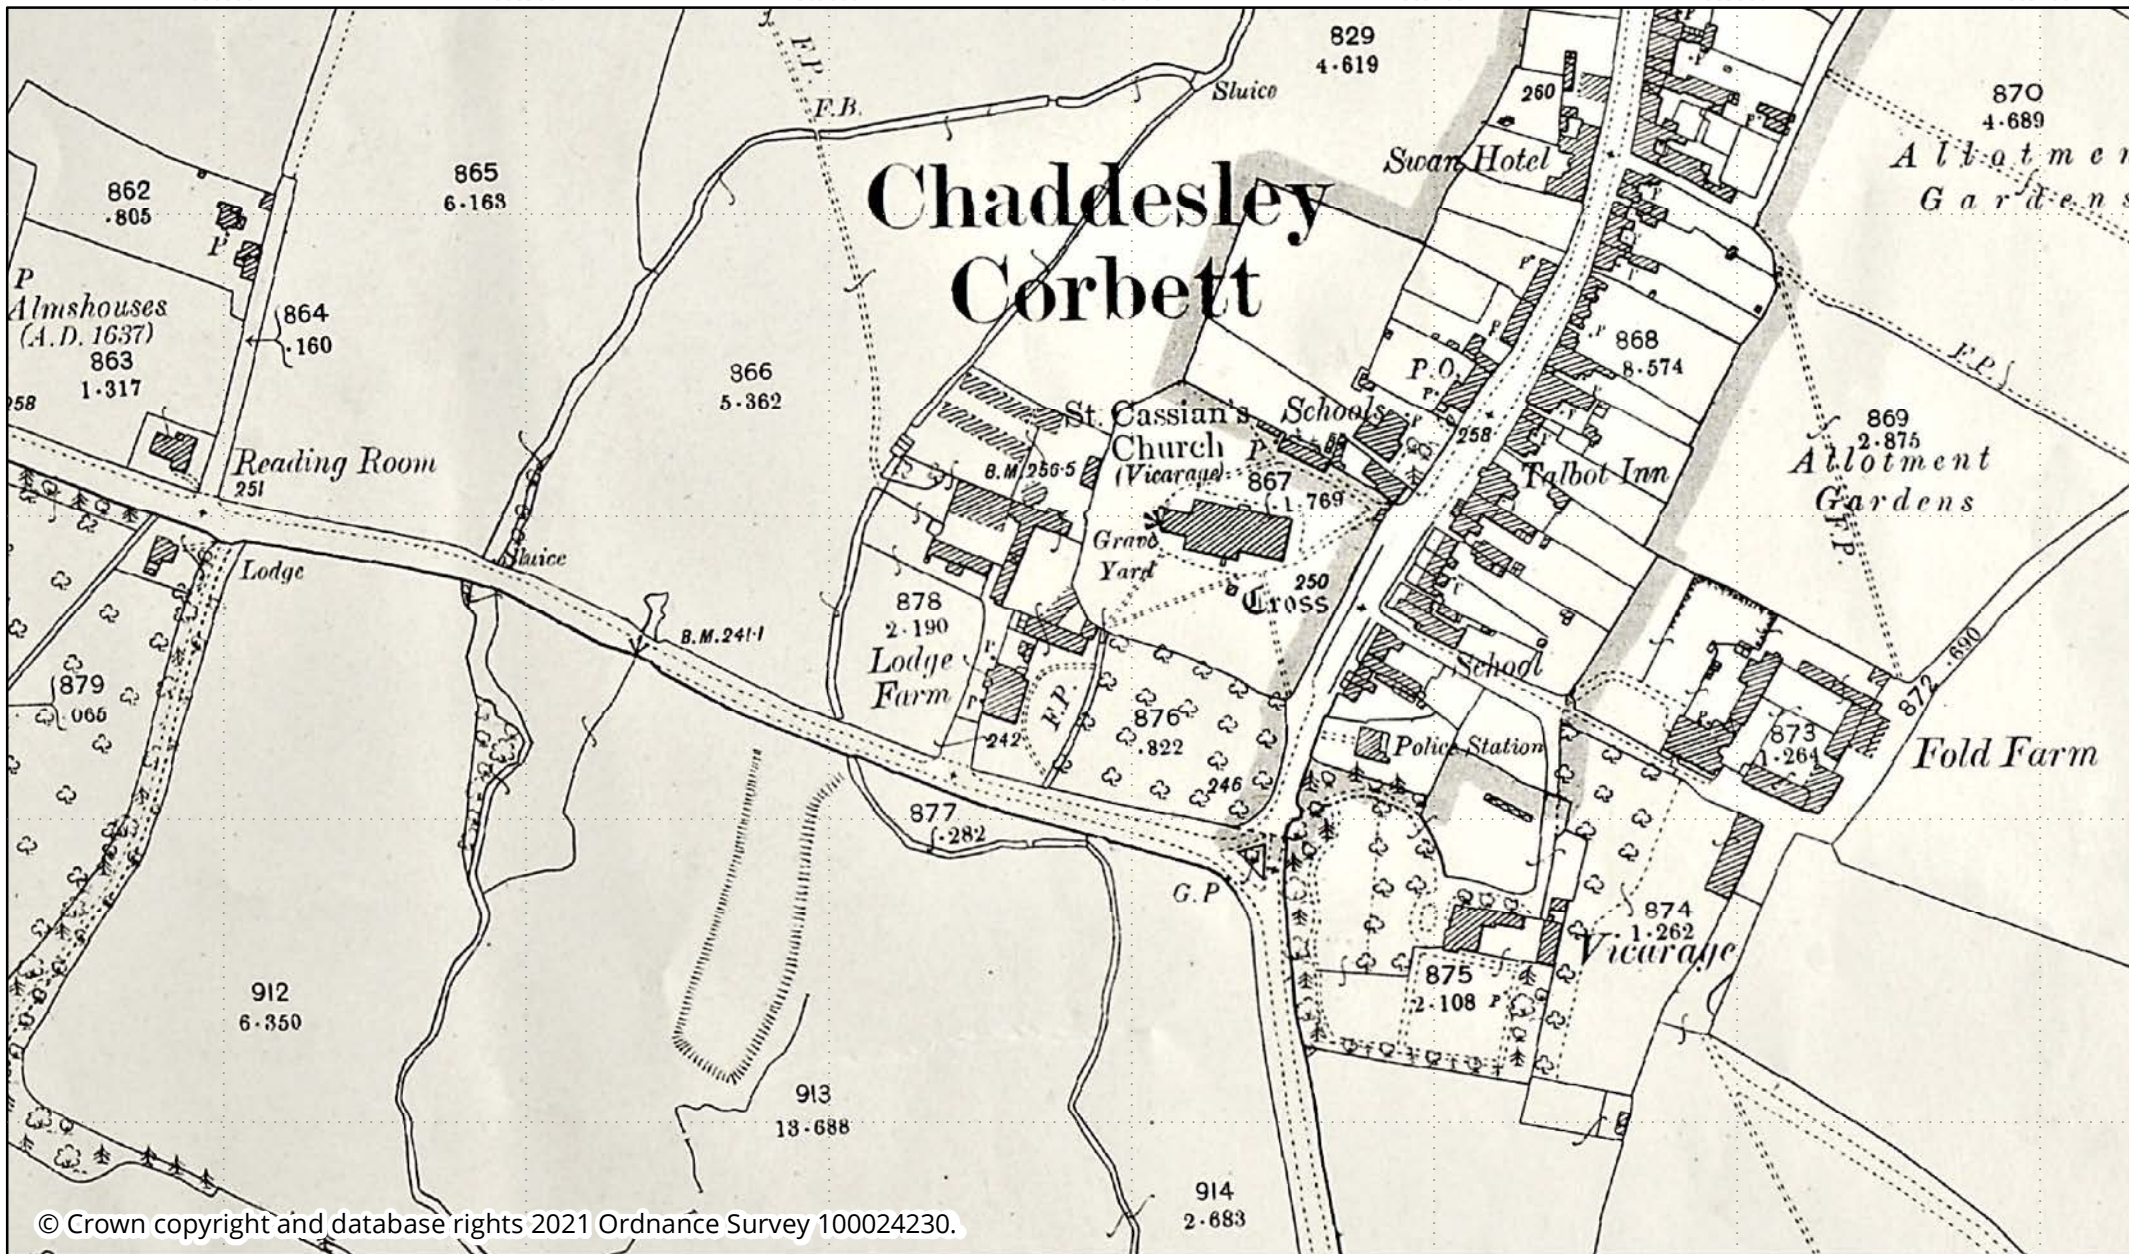 F.P.
829
4·619
F.B.
Sluice
260
870
4·689
Allotmen
Gardens
862
·805
P
865
6·163
Swan Hotel
Chaddesley
Corbett
P
Almshouses
(A.D. 1637)
863
1·317
258
864
·160
866
5·362
P.O.
868
8·574
F.P.
869
2·875
Allotment
Gardens
F.P.
St. Cassian's
Church
(Vicarage)
Schools
258
Talbot Inn
B.M. 256·5
867
1·769
Reading Room
251
Grave
Yard
250
Cross
Sluice
Lodge
B.M. 241·1
878
2·190
Lodge
Farm
F.P.
242
876
·822
246
School
Police Station
872
·690
873
1·264
Fold Farm
879
·065
877
·282
G.P
874
1·262
Vicarage
875
2·108
P
912
6·350
913
13·688
914
2·683
© Crown copyright and database rights 2021 Ordnance Survey 100024230.